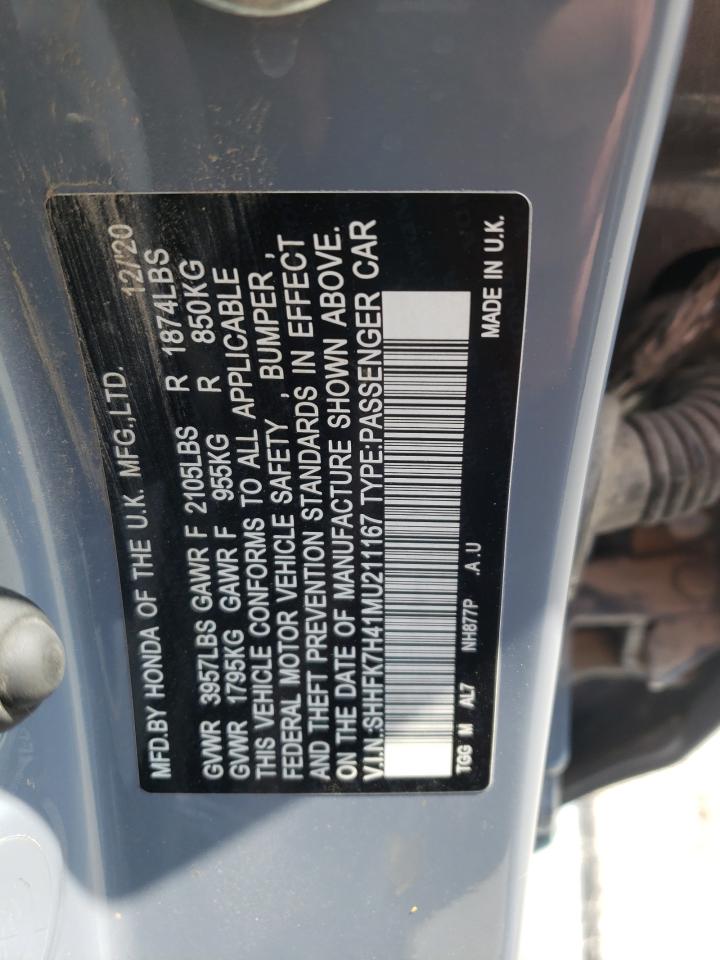 MFD.BY HONDA OF THE U.K. MFG.,LTD. 12/'20
GVWR 3957LBS GAWR F 2105LBS R 1874LBS
GVWR 1795KG GAWR F 955KG R 850KG
THIS VEHICLE CONFORMS TO ALL APPLICABLE
FEDERAL MOTOR VEHICLE SAFETY , BUMPER ,
AND THEFT PREVENTION STANDARDS IN EFFECT
ON THE DATE OF MANUFACTURE SHOWN ABOVE.
V.I.N.:SHHFK7H41MU211167 TYPE:PASSENGER CAR
TGG M AL7 NH877P .A .U MADE IN U.K.